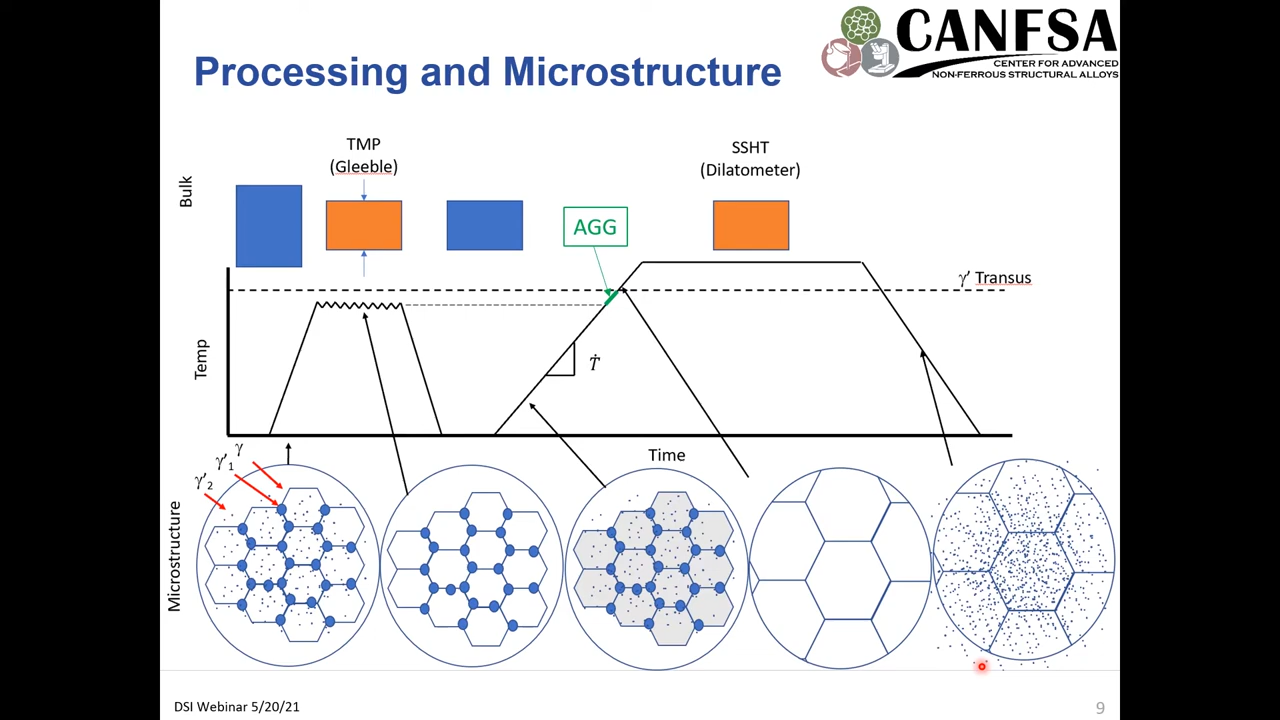 CANFSA
CENTER FOR ADVANCED
NON-FERROUS STRUCTURAL ALLOYS
Processing and Microstructure
TMP
(Gleeble)
SSHT
(Dilatometer)
Bulk
AGG
γ' Transus
Temp
Ṫ
Time
γ
γ'₁
γ'₂
Microstructure
DSI Webinar 5/20/21
9